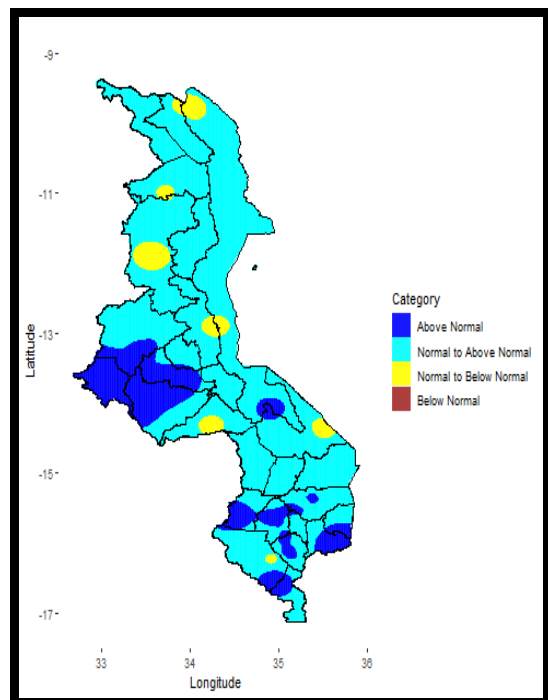 -9
-11
-13
-15
-17
Latitude
33 34 35 36
Longitude
Category
Above Normal
Normal to Above Normal
Normal to Below Normal
Below Normal